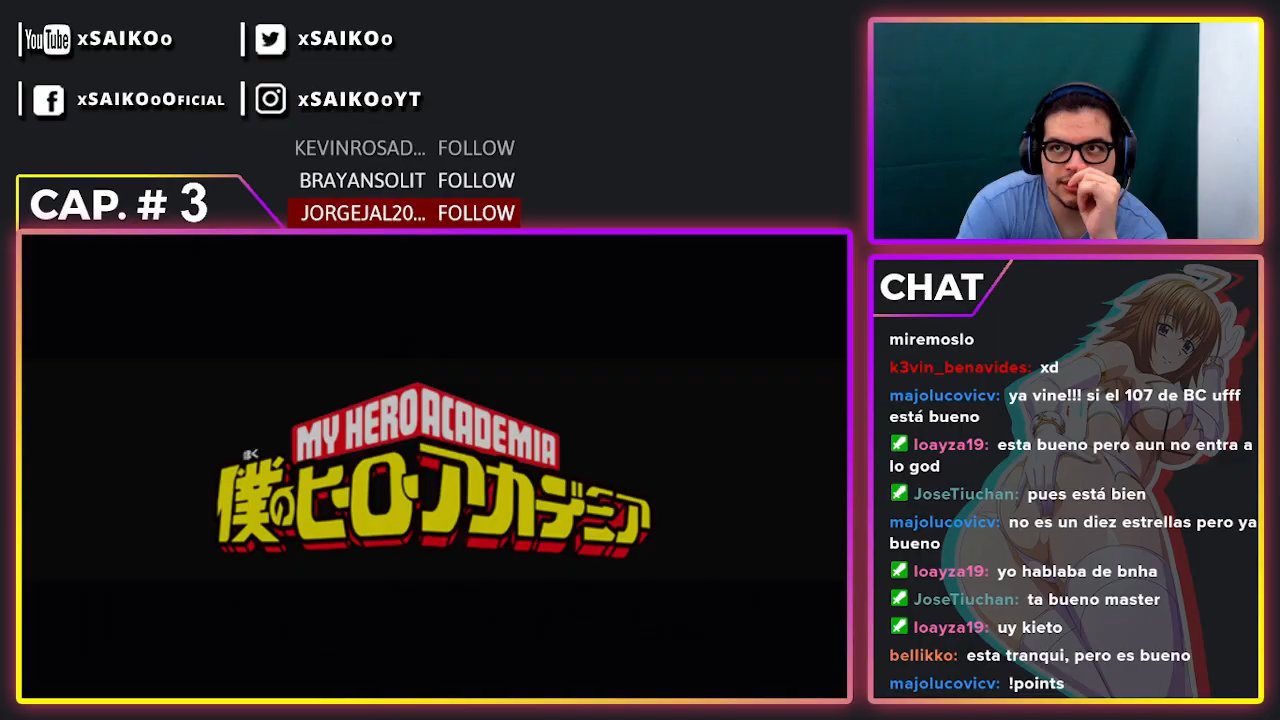 YouTube xSAIKOo
xSAIKOo
xSAIKOoOFICIAL
xSAIKOoYT
KEVINROSAD... FOLLOW
BRAYANSOLIT FOLLOW
JORGEJAL20... FOLLOW
CAP. # 3
MY HERO ACADEMIA
ぼく
僕のヒーローアカデミア
CHAT
miremoslo
k3vin_benavides: xd
majolucovicv: ya vine!!! si el 107 de BC ufff
está bueno
loayza19: esta bueno pero aun no entra a
lo god
JoseTiuchan: pues está bien
majolucovicv: no es un diez estrellas pero ya
bueno
loayza19: yo hablaba de bnha
JoseTiuchan: ta bueno master
loayza19: uy kieto
bellikko: esta tranqui, pero es bueno
majolucovicv: !points